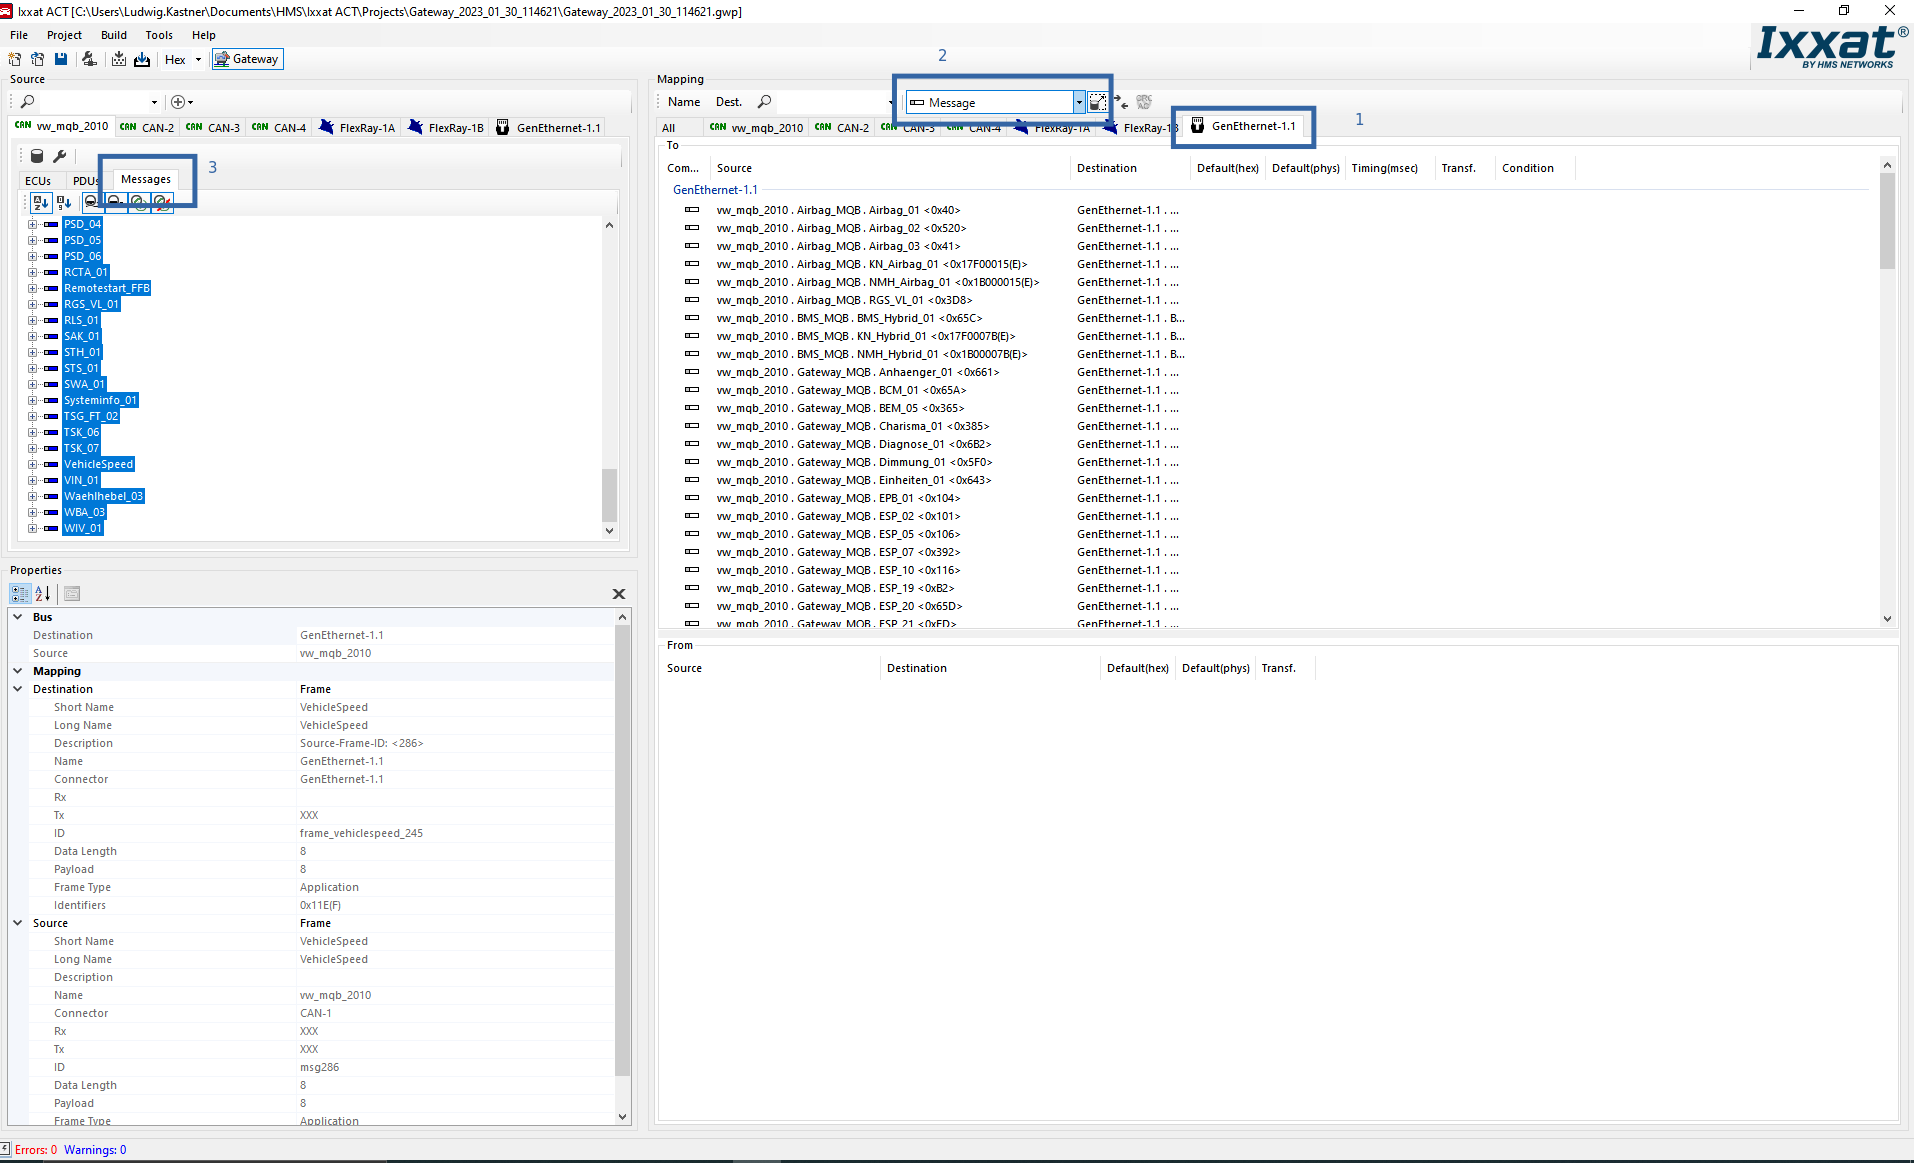 Ixxat ACT [C:\Users\Ludwig.Kastner\Documents\HMS\Ixxat ACT\Projects\Gateway_2023_01_30_114621\Gateway_2023_01_30_114621.gwp]
File Project Build Tools Help
Hex Gateway
Ixxat®
BY HMS NETWORKS
Source
CAN vw_mqb_2010 CAN CAN-2 CAN CAN-3 CAN CAN-4 FlexRay-1A FlexRay-1B GenEthernet-1.1
ECUs PDUs Messages
3
PSD_04
PSD_05
PSD_06
RCTA_01
Remotestart_FFB
RGS_VL_01
RLS_01
SAK_01
STH_01
STS_01
SWA_01
Systeminfo_01
TSG_FT_02
TSK_06
TSK_07
VehicleSpeed
VIN_01
Waehlhebel_03
WBA_03
WIV_01
Properties
Bus
Destination GenEthernet-1.1
Source vw_mqb_2010
Mapping
Destination Frame
Short Name VehicleSpeed
Long Name VehicleSpeed
Description Source-Frame-ID: <286>
Name GenEthernet-1.1
Connector GenEthernet-1.1
Rx
Tx XXX
ID frame_vehiclespeed_245
Data Length 8
Payload 8
Frame Type Application
Identifiers 0x11E(F)
Source Frame
Short Name VehicleSpeed
Long Name VehicleSpeed
Description
Name vw_mqb_2010
Connector CAN-1
Rx XXX
Tx XXX
ID msg286
Data Length 8
Payload 8
Frame Type Application
Mapping
2
Name Dest. Message
1
All CAN vw_mqb_2010 CAN CAN-2 CAN CAN-3 CAN CAN-4 FlexRay-1A FlexRay-1B GenEthernet-1.1
To
Com... Source Destination Default(hex) Default(phys) Timing(msec) Transf. Condition
GenEthernet-1.1
vw_mqb_2010 . Airbag_MQB . Airbag_01 <0x40> GenEthernet-1.1 . ...
vw_mqb_2010 . Airbag_MQB . Airbag_02 <0x520> GenEthernet-1.1 . ...
vw_mqb_2010 . Airbag_MQB . Airbag_03 <0x41> GenEthernet-1.1 . ...
vw_mqb_2010 . Airbag_MQB . KN_Airbag_01 <0x17F00015(E)> GenEthernet-1.1 . ...
vw_mqb_2010 . Airbag_MQB . NMH_Airbag_01 <0x1B000015(E)> GenEthernet-1.1 . ...
vw_mqb_2010 . Airbag_MQB . RGS_VL_01 <0x3D8> GenEthernet-1.1 . ...
vw_mqb_2010 . BMS_MQB . BMS_Hybrid_01 <0x65C> GenEthernet-1.1 . B...
vw_mqb_2010 . BMS_MQB . KN_Hybrid_01 <0x17F0007B(E)> GenEthernet-1.1 . B...
vw_mqb_2010 . BMS_MQB . NMH_Hybrid_01 <0x1B00007B(E)> GenEthernet-1.1 . B...
vw_mqb_2010 . Gateway_MQB . Anhaenger_01 <0x661> GenEthernet-1.1 . ...
vw_mqb_2010 . Gateway_MQB . BCM_01 <0x65A> GenEthernet-1.1 . ...
vw_mqb_2010 . Gateway_MQB . BEM_05 <0x365> GenEthernet-1.1 . ...
vw_mqb_2010 . Gateway_MQB . Charisma_01 <0x385> GenEthernet-1.1 . ...
vw_mqb_2010 . Gateway_MQB . Diagnose_01 <0x6B2> GenEthernet-1.1 . ...
vw_mqb_2010 . Gateway_MQB . Dimmung_01 <0x5F0> GenEthernet-1.1 . ...
vw_mqb_2010 . Gateway_MQB . Einheiten_01 <0x643> GenEthernet-1.1 . ...
vw_mqb_2010 . Gateway_MQB . EPB_01 <0x104> GenEthernet-1.1 . ...
vw_mqb_2010 . Gateway_MQB . ESP_02 <0x101> GenEthernet-1.1 . ...
vw_mqb_2010 . Gateway_MQB . ESP_05 <0x106> GenEthernet-1.1 . ...
vw_mqb_2010 . Gateway_MQB . ESP_07 <0x392> GenEthernet-1.1 . ...
vw_mqb_2010 . Gateway_MQB . ESP_10 <0x116> GenEthernet-1.1 . ...
vw_mqb_2010 . Gateway_MQB . ESP_19 <0xB2> GenEthernet-1.1 . ...
vw_mqb_2010 . Gateway_MQB . ESP_20 <0x65D> GenEthernet-1.1 . ...
vw_mqb_2010 . Gateway_MQB . ESP_21 <0xFD> GenEthernet-1.1 . ...
From
Source Destination Default(hex) Default(phys) Transf.
Errors: 0 Warnings: 0